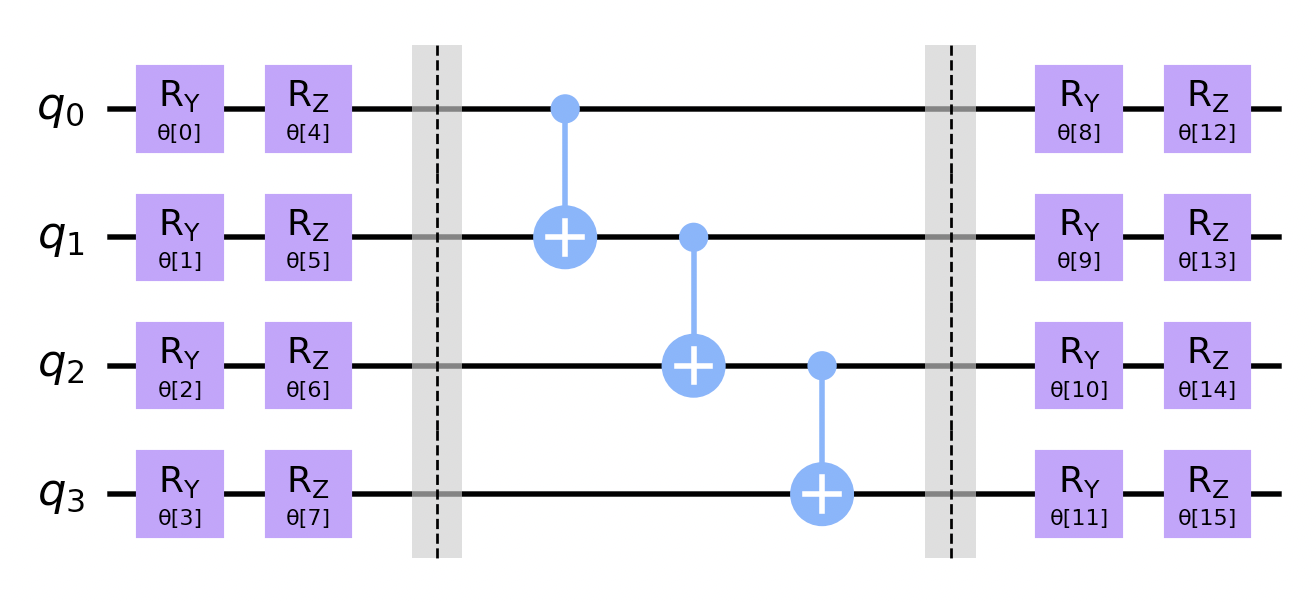 q0 RY RZ RY RZ
θ[0] θ[4] θ[8] θ[12]
q1 RY RZ RY RZ
θ[1] θ[5] θ[9] θ[13]
q2 RY RZ RY RZ
θ[2] θ[6] θ[10] θ[14]
q3 RY RZ RY RZ
θ[3] θ[7] θ[11] θ[15]